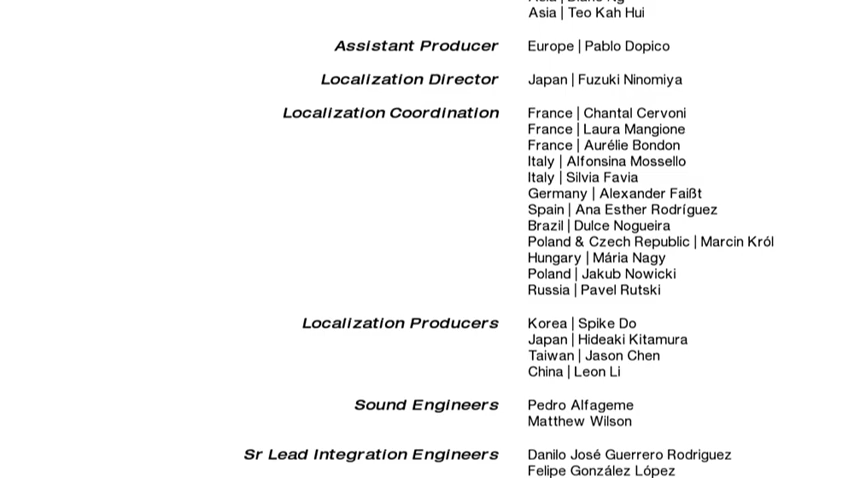 Asia | Teo Kah Hui
Assistant Producer Europe | Pablo Dopico
Localization Director Japan | Fuzuki Ninomiya
Localization Coordination France | Chantal Cervoni
France | Laura Mangione
France | Aurélie Bondon
Italy | Alfonsina Mossello
Italy | Silvia Favia
Germany | Alexander Faißt
Spain | Ana Esther Rodríguez
Brazil | Dulce Nogueira
Poland & Czech Republic | Marcin Król
Hungary | Mária Nagy
Poland | Jakub Nowicki
Russia | Pavel Rutski
Localization Producers Korea | Spike Do
Japan | Hideaki Kitamura
Taiwan | Jason Chen
China | Leon Li
Sound Engineers Pedro Alfageme
Matthew Wilson
Sr Lead Integration Engineers Danilo José Guerrero Rodriguez
Felipe González López